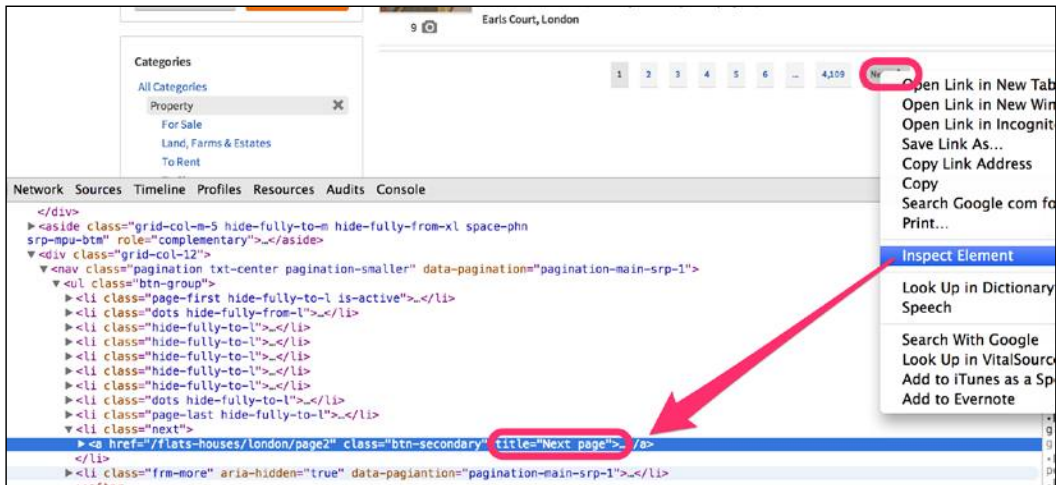 9
Earls Court, London
Categories
All Categories
Property
For Sale
Land, Farms & Estates
To Rent
1 2 3 4 5 6 ... 4,109
Open Link in New Tab
Open Link in New Win
Open Link in Incognit
Save Link As...
Copy Link Address
Copy
Search Google com fo
Print...
Inspect Element
Look Up in Dictionary
Speech
Search With Google
Look Up in VitalSource
Add to iTunes as a Sp
Add to Evernote
Network Sources Timeline Profiles Resources Audits Console
</div>
▶<aside class="grid-col-m-5 hide-fully-to-m hide-fully-from-xl space-phn
srp-mpu-btm" role="complementary">…</aside>
▼<div class="grid-col-12">
▼<nav class="pagination txt-center pagination-smaller" data-pagination="pagination-main-srp-1">
▼<ul class="btn-group">
▶<li class="page-first hide-fully-to-l is-active">…</li>
▶<li class="dots hide-fully-from-l">…</li>
▶<li class="hide-fully-to-l">…</li>
▶<li class="hide-fully-to-l">…</li>
▶<li class="hide-fully-to-l">…</li>
▶<li class="hide-fully-to-l">…</li>
▶<li class="hide-fully-to-l">…</li>
▶<li class="dots hide-fully-to-l">…</li>
▶<li class="page-last hide-fully-to-l">…</li>
▼<li class="next">
▶<a href="/flats-houses/london/page2" class="btn-secondary" title="Next page">…</a>
</li>
▶<li class="frm-more" aria-hidden="true" data-pagiantion="pagination-main-srp-1">…</li>